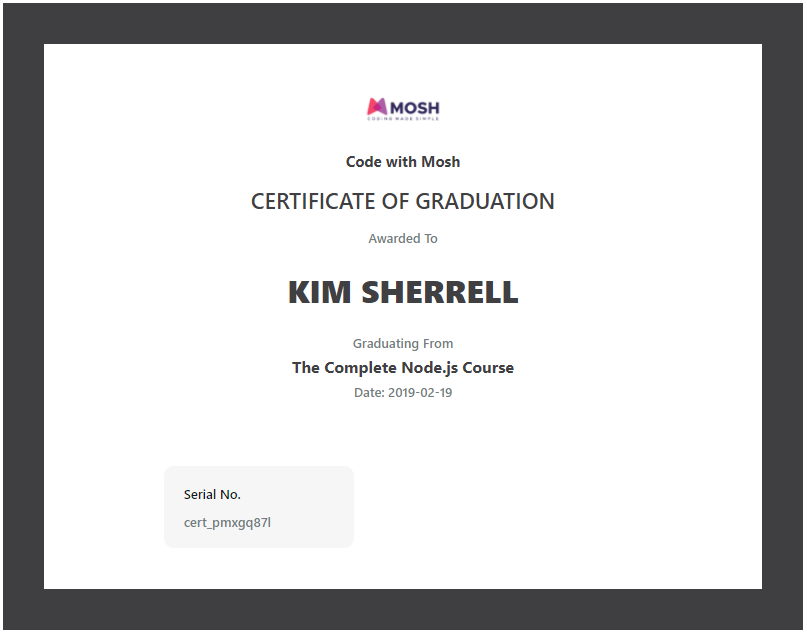 MOSH
CODING MADE SIMPLE
Code with Mosh
CERTIFICATE OF GRADUATION
Awarded To
KIM SHERRELL
Graduating From
The Complete Node.js Course
Date: 2019-02-19
Serial No.
cert_pmxgq87l